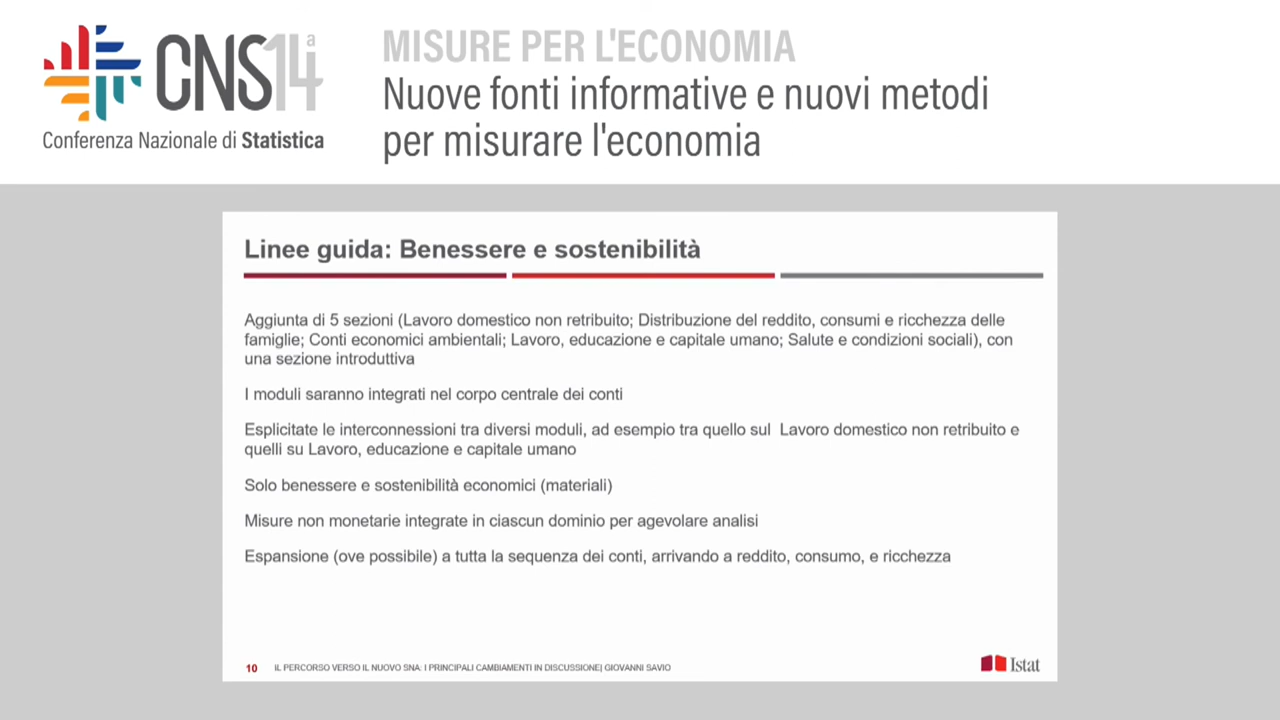 CNS14a
Conferenza Nazionale di Statistica
MISURE PER L'ECONOMIA
Nuove fonti informative e nuovi metodi
per misurare l'economia
Linee guida: Benessere e sostenibilità
Aggiunta di 5 sezioni (Lavoro domestico non retribuito; Distribuzione del reddito, consumi e ricchezza delle
famiglie; Conti economici ambientali; Lavoro, educazione e capitale umano; Salute e condizioni sociali), con
una sezione introduttiva
I moduli saranno integrati nel corpo centrale dei conti
Esplicitate le interconnessioni tra diversi moduli, ad esempio tra quello sul Lavoro domestico non retribuito e
quelli su Lavoro, educazione e capitale umano
Solo benessere e sostenibilità economici (materiali)
Misure non monetarie integrate in ciascun dominio per agevolare analisi
Espansione (ove possibile) a tutta la sequenza dei conti, arrivando a reddito, consumo, e ricchezza
10 IL PERCORSO VERSO IL NUOVO SNA: I PRINCIPALI CAMBIAMENTI IN DISCUSSIONE| GIOVANNI SAVIO
Istat